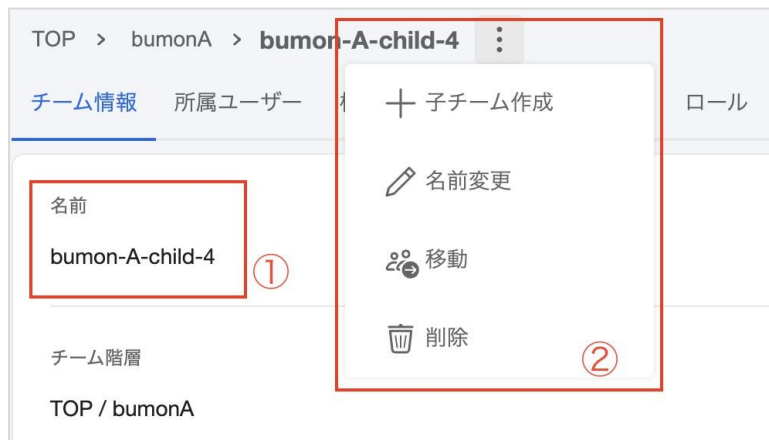 TOP > bumonA > bumon-A-child-4
チーム情報 所属ユーザー ロール
子チーム作成
名前変更
移動
削除
②
名前
bumon-A-child-4
①
チーム階層
TOP / bumonA